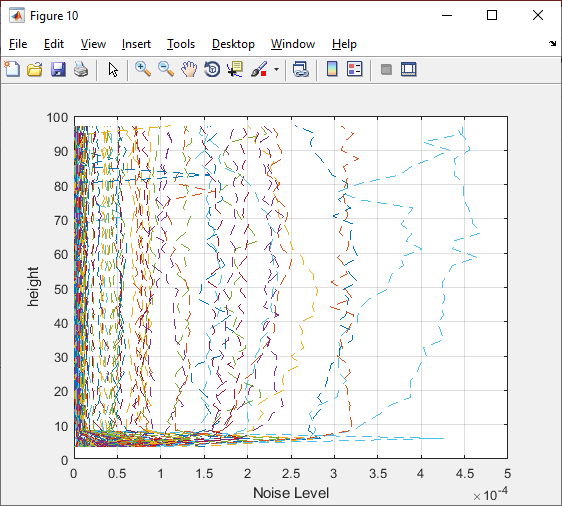 Figure 10
File Edit View Insert Tools Desktop Window Help
100
90
80
70
60
50
40
30
20
10
0
height
0 0.5 1 1.5 2 2.5 3 3.5 4 4.5 5
Noise Level
×10⁻⁴